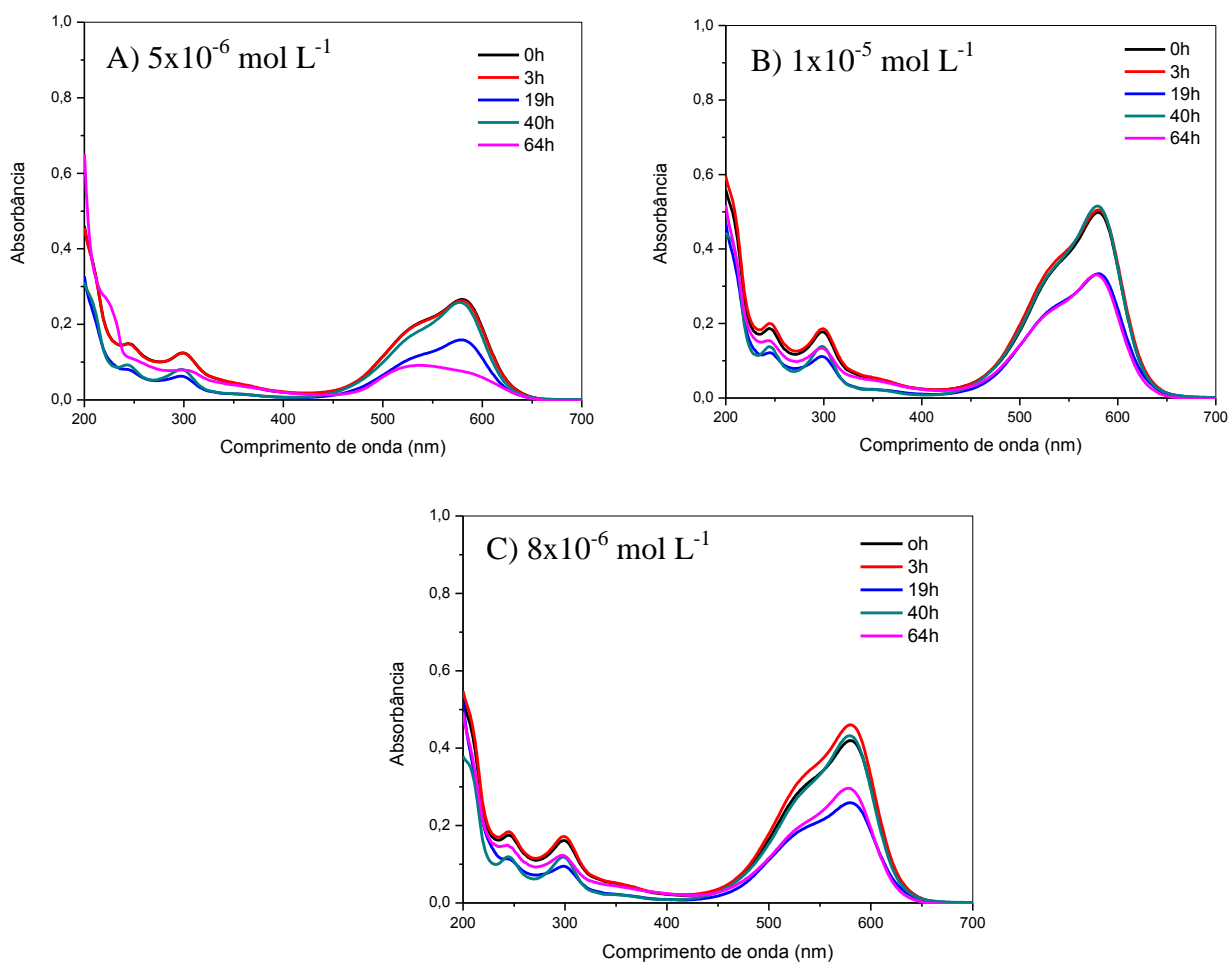 A) 5x10⁻⁶ mol L⁻¹
0h
3h
19h
40h
64h
1,0
0,8
0,6
0,4
0,2
0,0
Absorbância
200
300
400
500
600
700
Comprimento de onda (nm)
B) 1x10⁻⁵ mol L⁻¹
0h
3h
19h
40h
64h
1,0
0,8
0,6
0,4
0,2
0,0
Absorbância
200
300
400
500
600
700
Comprimento de onda (nm)
C) 8x10⁻⁶ mol L⁻¹
oh
3h
19h
40h
64h
1,0
0,8
0,6
0,4
0,2
0,0
Absorbância
200
300
400
500
600
700
Comprimento de onda (nm)